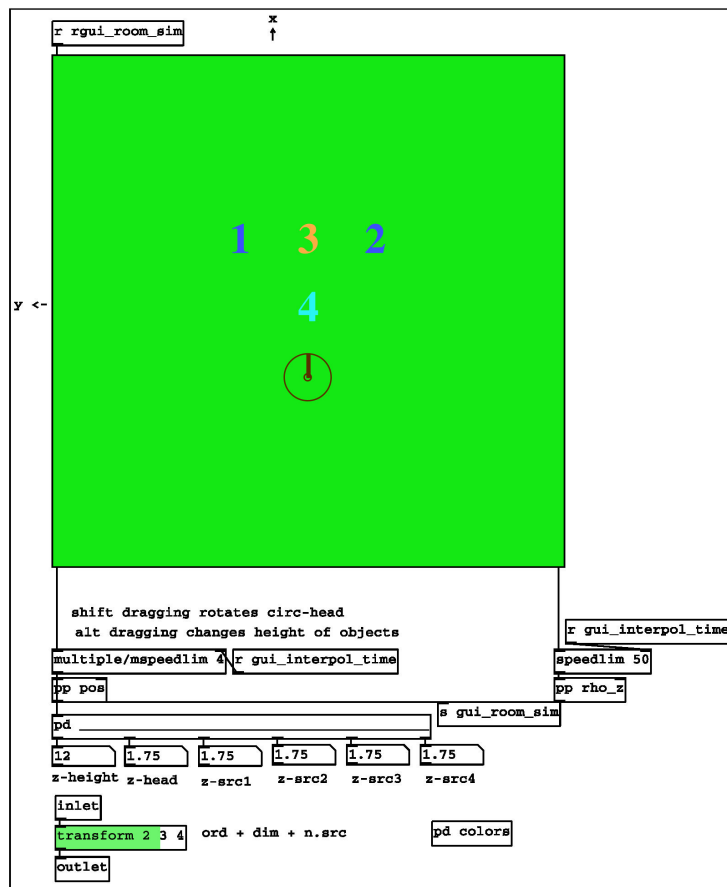 x
r rgui_room_sim
1 3 2
y <-
4
shift dragging rotates circ-head
alt dragging changes height of objects
r gui_interpol_time
multiple/mspeedlim 4 r gui_interpol_time speedlim 50
pp pos pp rho_z
s gui_room_sim
pd
12 1.75 1.75 1.75 1.75 1.75
z-height z-head z-src1 z-src2 z-src3 z-src4
inlet
transform 2 3 4 ord + dim + n.src pd colors
outlet